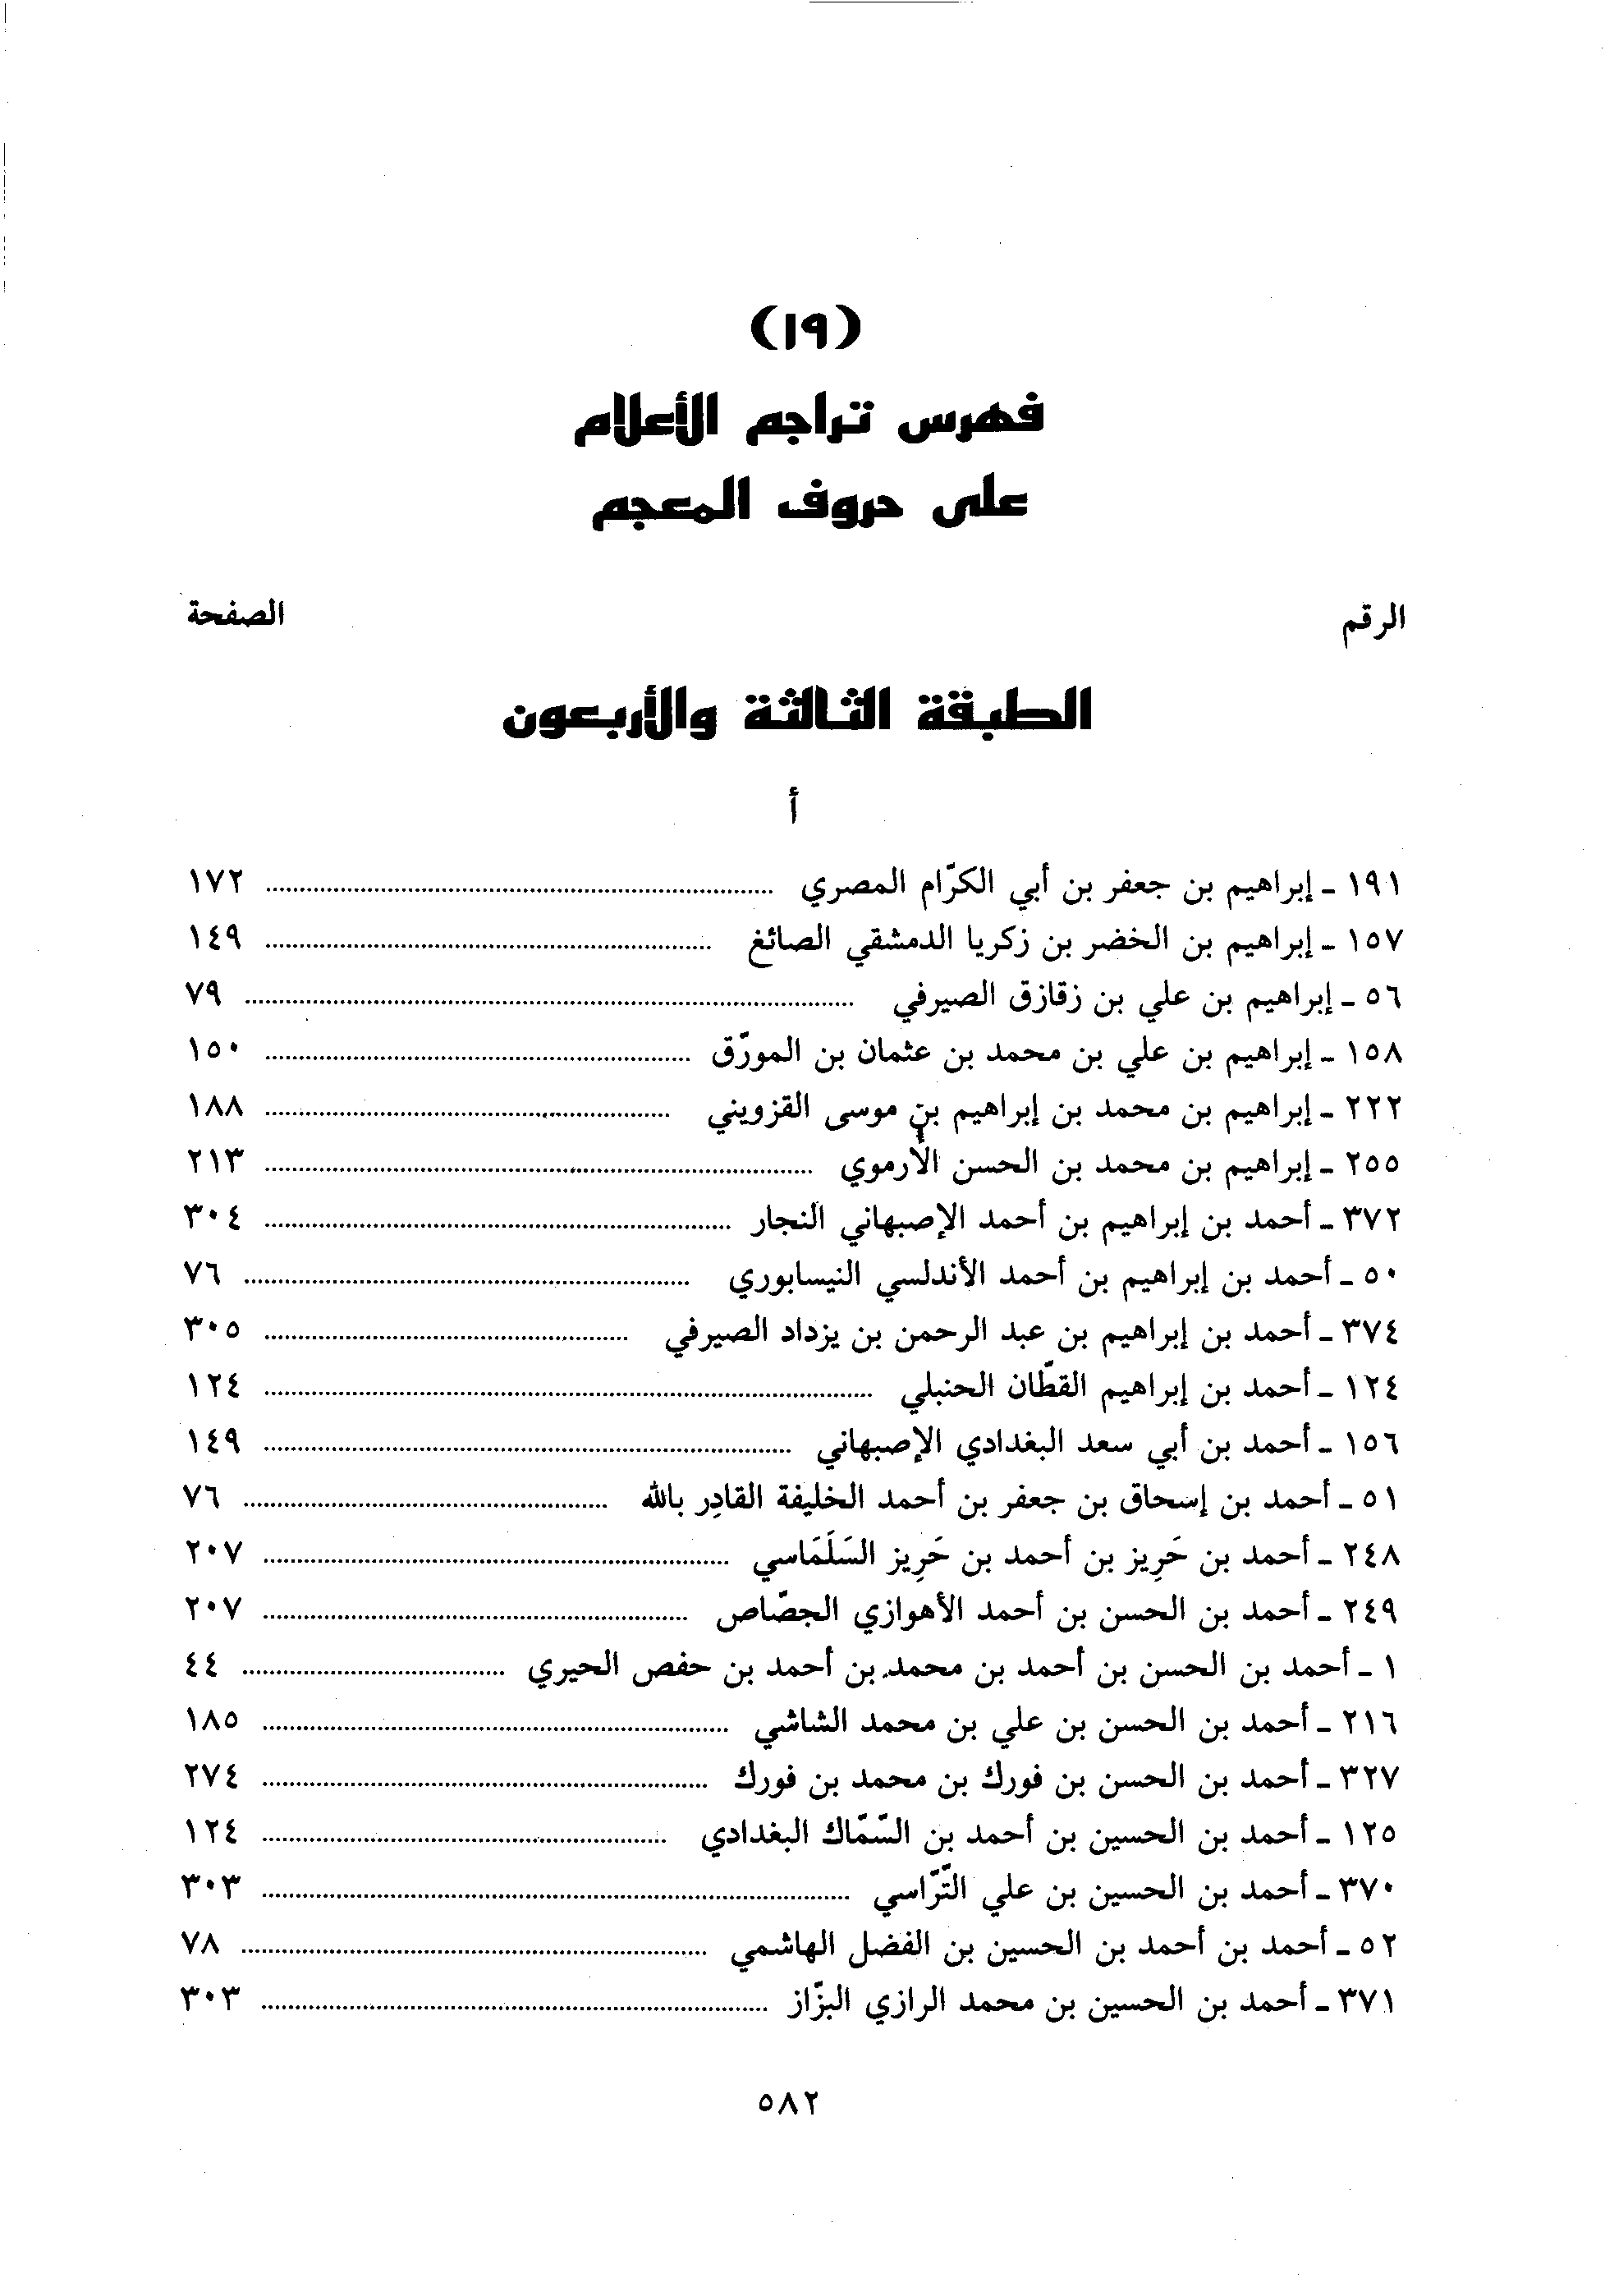 (١٩)
فهرس تراجم الأعلام
على حروف المعجم
الرقم الصفحة
الطبقة الثالثة والأربعون
أ
١٩١ ـ إبراهيم بن جعفر بن أبي الكرّام المصري ........ ١٧٢
١٥٧ ـ إبراهيم بن الخضر بن زكريا الدمشقي الصائغ ........ ١٤٩
٥٦ ـ إبراهيم بن علي بن زقازق الصيرفي ........ ٧٩
١٥٨ ـ إبراهيم بن علي بن محمد بن عثمان بن المورّق ........ ١٥٠
٢٢٢ ـ إبراهيم بن محمد بن إبراهيم بن موسى القزويني ........ ١٨٨
٢٥٥ ـ إبراهيم بن محمد بن الحسن الأرموي ........ ٢١٣
٣٧٢ ـ أحمد بن إبراهيم بن أحمد الإصبهاني النجار ........ ٣٠٤
٥٠ ـ أحمد بن إبراهيم بن أحمد الأندلسي النيسابوري ........ ٧٦
٣٧٤ ـ أحمد بن إبراهيم بن عبد الرحمن بن يزداد الصيرفي ........ ٣٠٥
١٢٤ ـ أحمد بن إبراهيم القطّان الحنبلي ........ ١٢٤
١٥٦ ـ أحمد بن أبي سعد البغدادي الإصبهاني ........ ١٤٩
٥١ ـ أحمد بن إسحاق بن جعفر بن أحمد الخليفة القادِر بالله ........ ٧٦
٢٤٨ ـ أحمد بن حَرِيز بن أحمد بن حَرِيز السَلَمَاسي ........ ٢٠٧
٢٤٩ ـ أحمد بن الحسن بن أحمد الأهوازي الجصّاص ........ ٢٠٧
١ ـ أحمد بن الحسن بن أحمد بن محمد بن أحمد بن حفص الحيري ........ ٤٤
٢١٦ ـ أحمد بن الحسن بن علي بن محمد الشاشي ........ ١٨٥
٣٢٧ ـ أحمد بن الحسن بن فورك بن محمد بن فورك ........ ٢٧٤
١٢٥ ـ أحمد بن الحسين بن أحمد بن السّمّاك البغدادي ........ ١٢٤
٣٧٠ ـ أحمد بن الحسين بن علي التّرّاسي ........ ٣٠٣
٥٢ ـ أحمد بن أحمد بن الحسين بن الفضل الهاشمي ........ ٧٨
٣٧١ ـ أحمد بن الحسين بن محمد الرازي البزّاز ........ ٣٠٣
٥٨٢